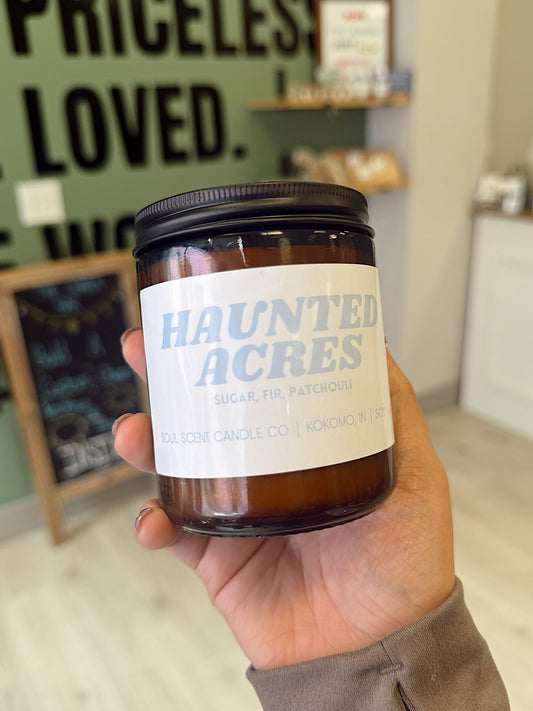 PRICELESS
LOVED.
HAUNTED
ACRES
SUGAR, FIR, PATCHOULI
SOUL SCENT CANDLE CO | KOKOMO, IN |